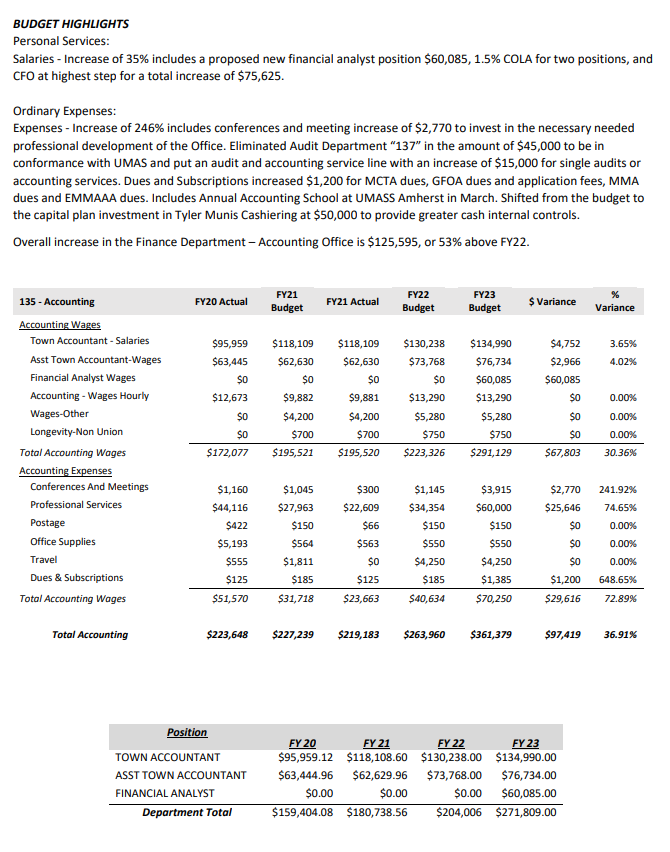 BUDGET HIGHLIGHTS
Personal Services:
Salaries - Increase of 35% includes a proposed new financial analyst position $60,085, 1.5% COLA for two positions, and
CFO at highest step for a total increase of $75,625.
Ordinary Expenses:
Expenses - Increase of 246% includes conferences and meeting increase of $2,770 to invest in the necessary needed
professional development of the Office. Eliminated Audit Department “137” in the amount of $45,000 to be in
conformance with UMAS and put an audit and accounting service line with an increase of $15,000 for single audits or
accounting services. Dues and Subscriptions increased $1,200 for MCTA dues, GFOA dues and application fees, MMA
dues and EMMAAA dues. Includes Annual Accounting School at UMASS Amherst in March. Shifted from the budget to
the capital plan investment in Tyler Munis Cashiering at $50,000 to provide greater cash internal controls.
Overall increase in the Finance Department – Accounting Office is $125,595, or 53% above FY22.
135 - Accounting FY20 Actual FY21 Budget FY21 Actual FY22 Budget FY23 Budget $ Variance % Variance
Accounting Wages
Town Accountant - Salaries $95,959 $118,109 $118,109 $130,238 $134,990 $4,752 3.65%
Asst Town Accountant-Wages $63,445 $62,630 $62,630 $73,768 $76,734 $2,966 4.02%
Financial Analyst Wages $0 $0 $0 $0 $60,085 $60,085
Accounting - Wages Hourly $12,673 $9,882 $9,881 $13,290 $13,290 $0 0.00%
Wages-Other $0 $4,200 $4,200 $5,280 $5,280 $0 0.00%
Longevity-Non Union $0 $700 $700 $750 $750 $0 0.00%
Total Accounting Wages $172,077 $195,521 $195,520 $223,326 $291,129 $67,803 30.36%
Accounting Expenses
Conferences And Meetings $1,160 $1,045 $300 $1,145 $3,915 $2,770 241.92%
Professional Services $44,116 $27,963 $22,609 $34,354 $60,000 $25,646 74.65%
Postage $422 $150 $66 $150 $150 $0 0.00%
Office Supplies $5,193 $564 $563 $550 $550 $0 0.00%
Travel $555 $1,811 $0 $4,250 $4,250 $0 0.00%
Dues & Subscriptions $125 $185 $125 $185 $1,385 $1,200 648.65%
Total Accounting Wages $51,570 $31,718 $23,663 $40,634 $70,250 $29,616 72.89%
Total Accounting $223,648 $227,239 $219,183 $263,960 $361,379 $97,419 36.91%
Position FY 20 FY 21 FY 22 FY 23
TOWN ACCOUNTANT $95,959.12 $118,108.60 $130,238.00 $134,990.00
ASST TOWN ACCOUNTANT $63,444.96 $62,629.96 $73,768.00 $76,734.00
FINANCIAL ANALYST $0.00 $0.00 $0.00 $60,085.00
Department Total $159,404.08 $180,738.56 $204,006 $271,809.00